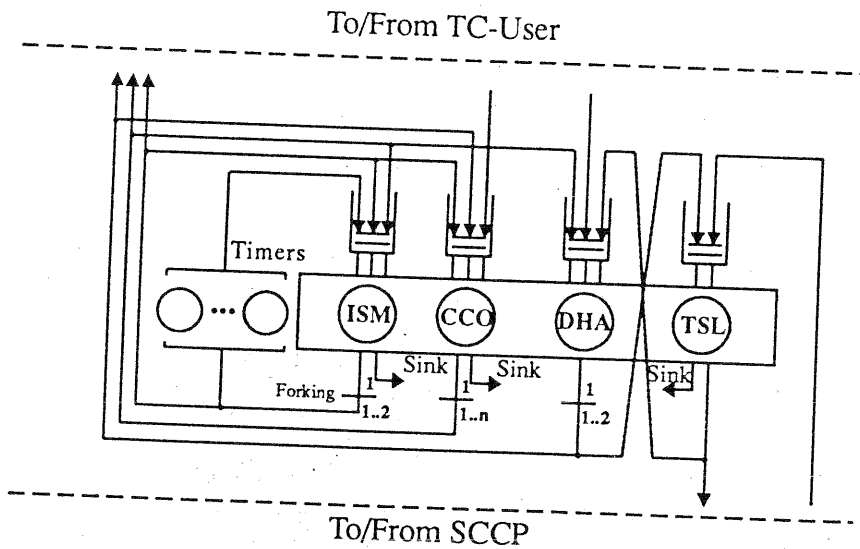 To/From TC-User
Timers
...
ISM
CCO
DHA
TSL
Sink
Sink
Sink
Forking
1
1..2
1
1..n
1
1..2
To/From SCCP